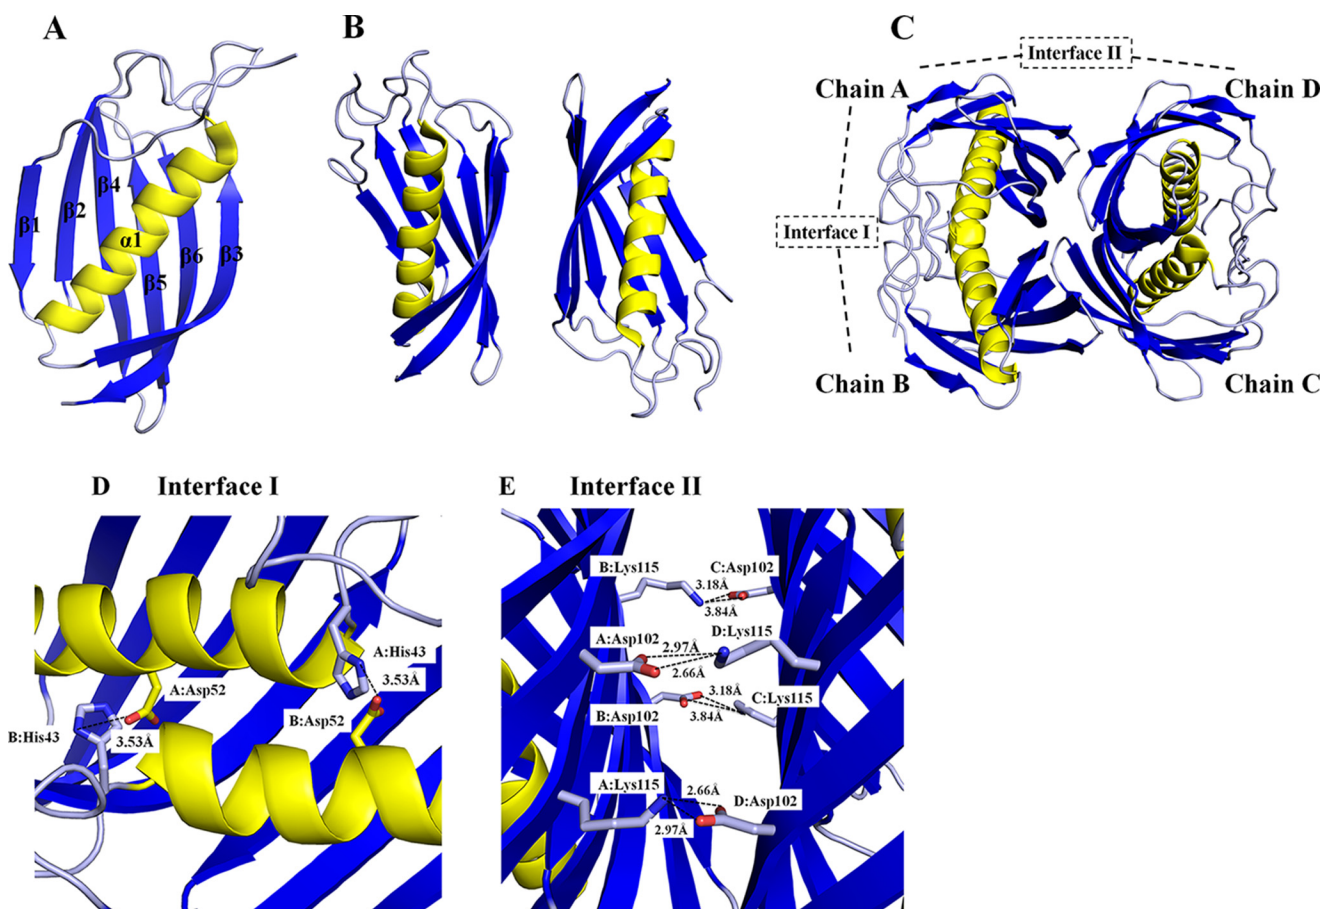 A
B
C
Interface II
Chain A
Chain D
β1
β2
β4
α1
β5
β6
β3
Interface I
Chain B
Chain C
D Interface I
E Interface II
A:His43
3.53Å
A:Asp52
B:Asp52
B:His43
3.53Å
B:Lys115
C:Asp102
3.18Å
3.84Å
A:Asp102
D:Lys115
2.97Å
2.66Å
3.18Å
C:Lys115
B:Asp102
3.84Å
A:Lys115
2.66Å
D:Asp102
2.97Å